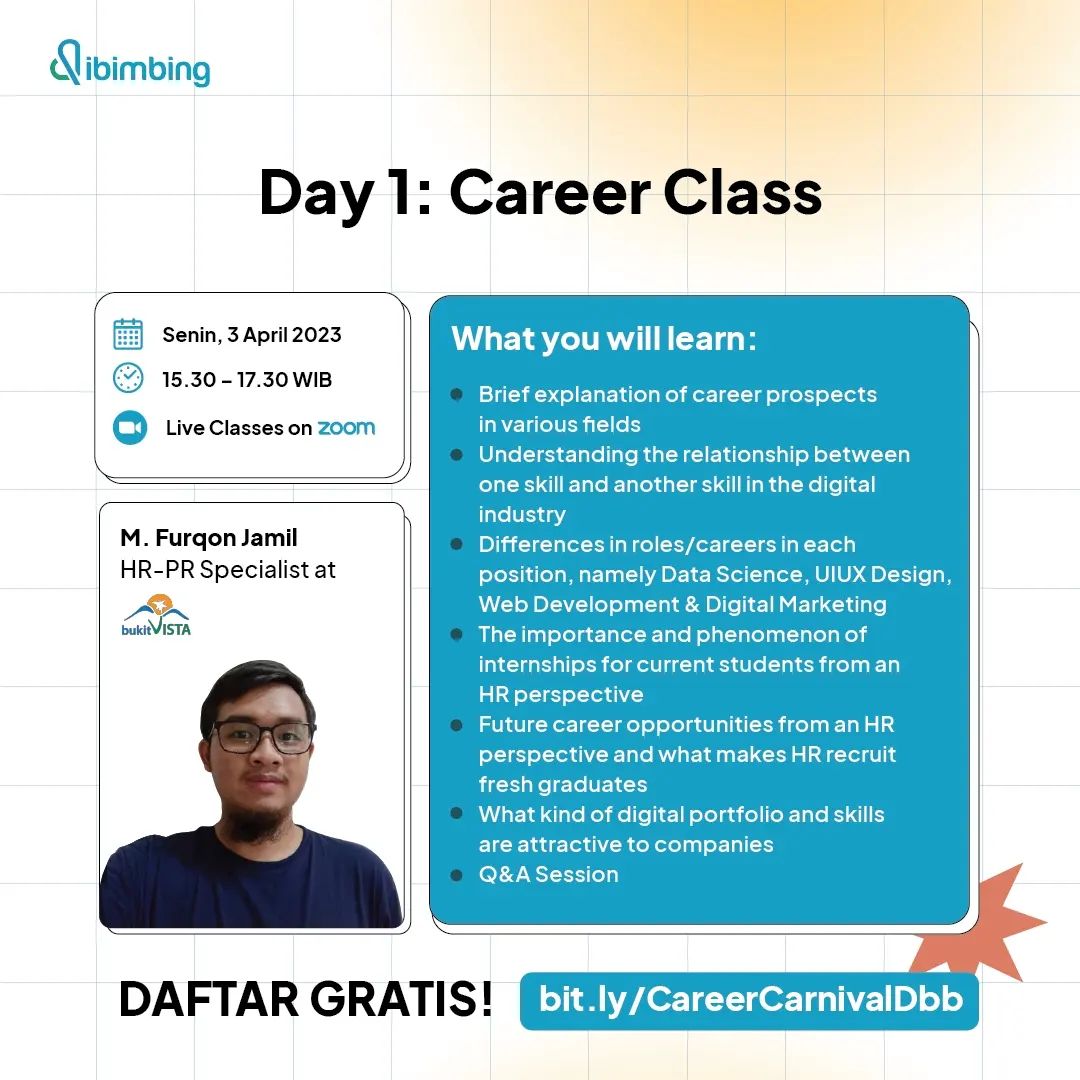 dibimbing
Day 1: Career Class
Senin, 3 April 2023
15.30 – 17.30 WIB
Live Classes on zoom
M. Furqon Jamil
HR-PR Specialist at
bukit VISTA
What you will learn:
Brief explanation of career prospects
in various fields
Understanding the relationship between
one skill and another skill in the digital
industry
Differences in roles/careers in each
position, namely Data Science, UIUX Design,
Web Development & Digital Marketing
The importance and phenomenon of
internships for current students from an
HR perspective
Future career opportunities from an HR
perspective and what makes HR recruit
fresh graduates
What kind of digital portfolio and skills
are attractive to companies
Q&A Session
DAFTAR GRATIS!
bit.ly/CareerCarnivalDbb